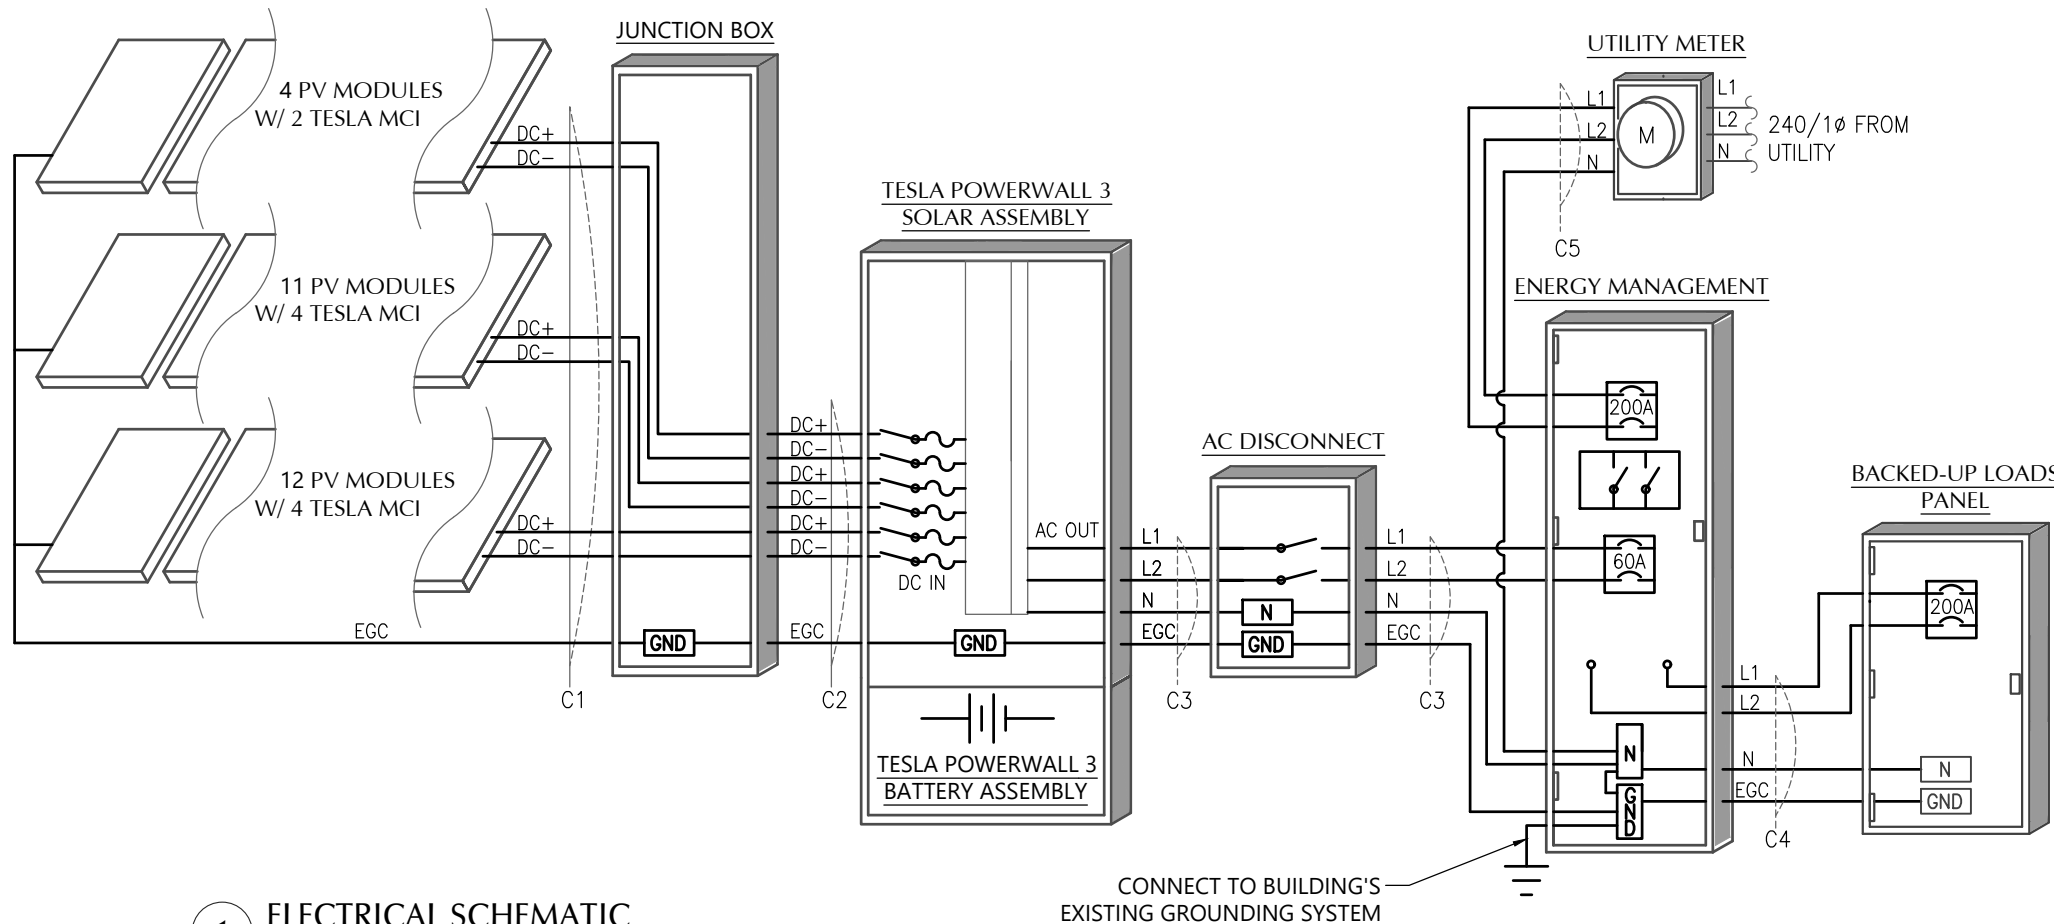 JUNCTION BOX
UTILITY METER
4 PV MODULES
W/ 2 TESLA MCI
DC+
DC-
L1
L2
N
M
L1
L2
N
240/1ø FROM
UTILITY
C5
TESLA POWERWALL 3
SOLAR ASSEMBLY
11 PV MODULES
W/ 4 TESLA MCI
DC+
DC-
ENERGY MANAGEMENT
200A
12 PV MODULES
W/ 4 TESLA MCI
DC+
DC-
DC+
DC-
DC+
DC-
DC+
DC-
DC IN
AC OUT
AC DISCONNECT
L1
L2
N
EGC
N
GND
L1
L2
N
EGC
60A
BACKED-UP LOADS
PANEL
200A
EGC
GND
EGC
GND
C1
C2
C3
C3
L1
L2
N
EGC
N
GND
N
GND
C4
TESLA POWERWALL 3
BATTERY ASSEMBLY
CONNECT TO BUILDING'S
EXISTING GROUNDING SYSTEM
ELECTRICAL SCHEMATIC